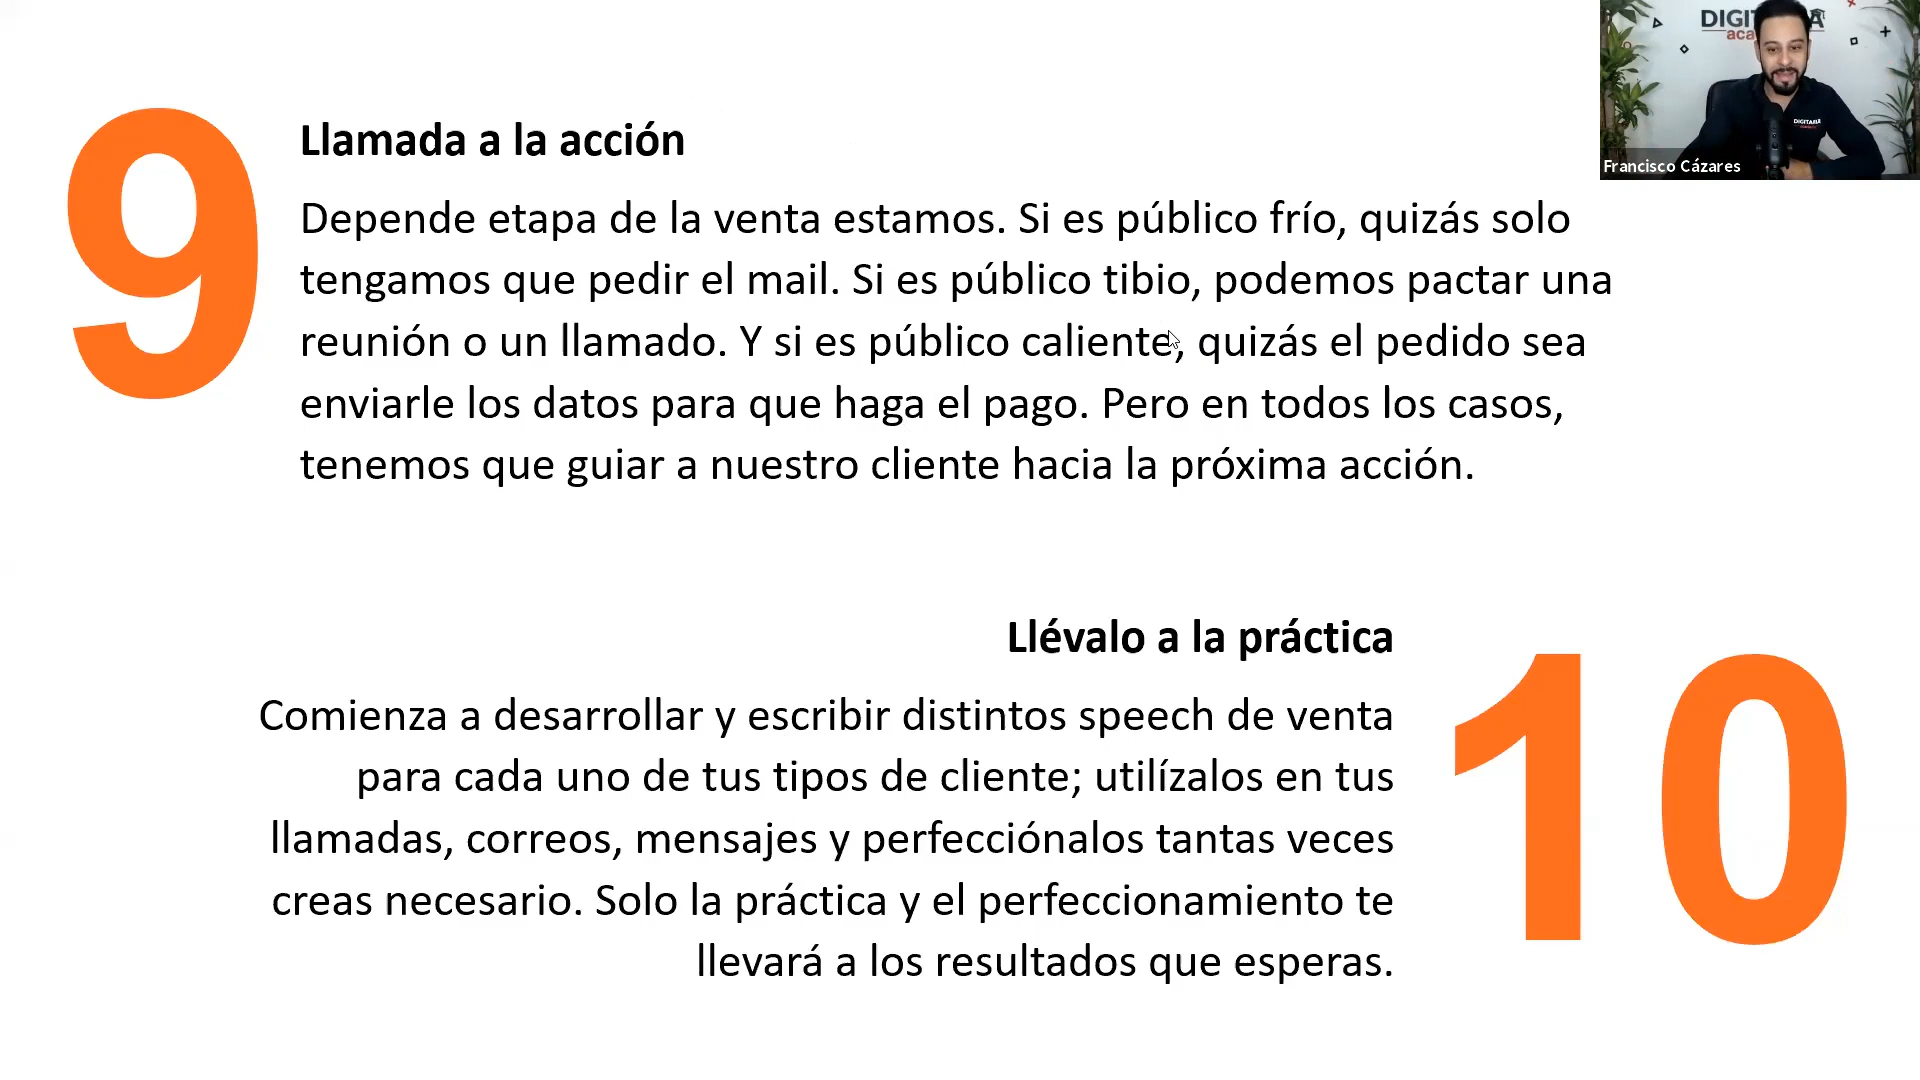 9
Llamada a la acción
Depende etapa de la venta estamos. Si es público frío, quizás solo
tengamos que pedir el mail. Si es público tibio, podemos pactar una
reunión o un llamado. Y si es público caliente, quizás el pedido sea
enviarle los datos para que haga el pago. Pero en todos los casos,
tenemos que guiar a nuestro cliente hacia la próxima acción.
Francisco Cázares
DIGITARIA
10
Llévalo a la práctica
Comienza a desarrollar y escribir distintos speech de venta
para cada uno de tus tipos de cliente; utilízalos en tus
llamadas, correos, mensajes y perfecciónalos tantas veces
creas necesario. Solo la práctica y el perfeccionamiento te
llevará a los resultados que esperas.